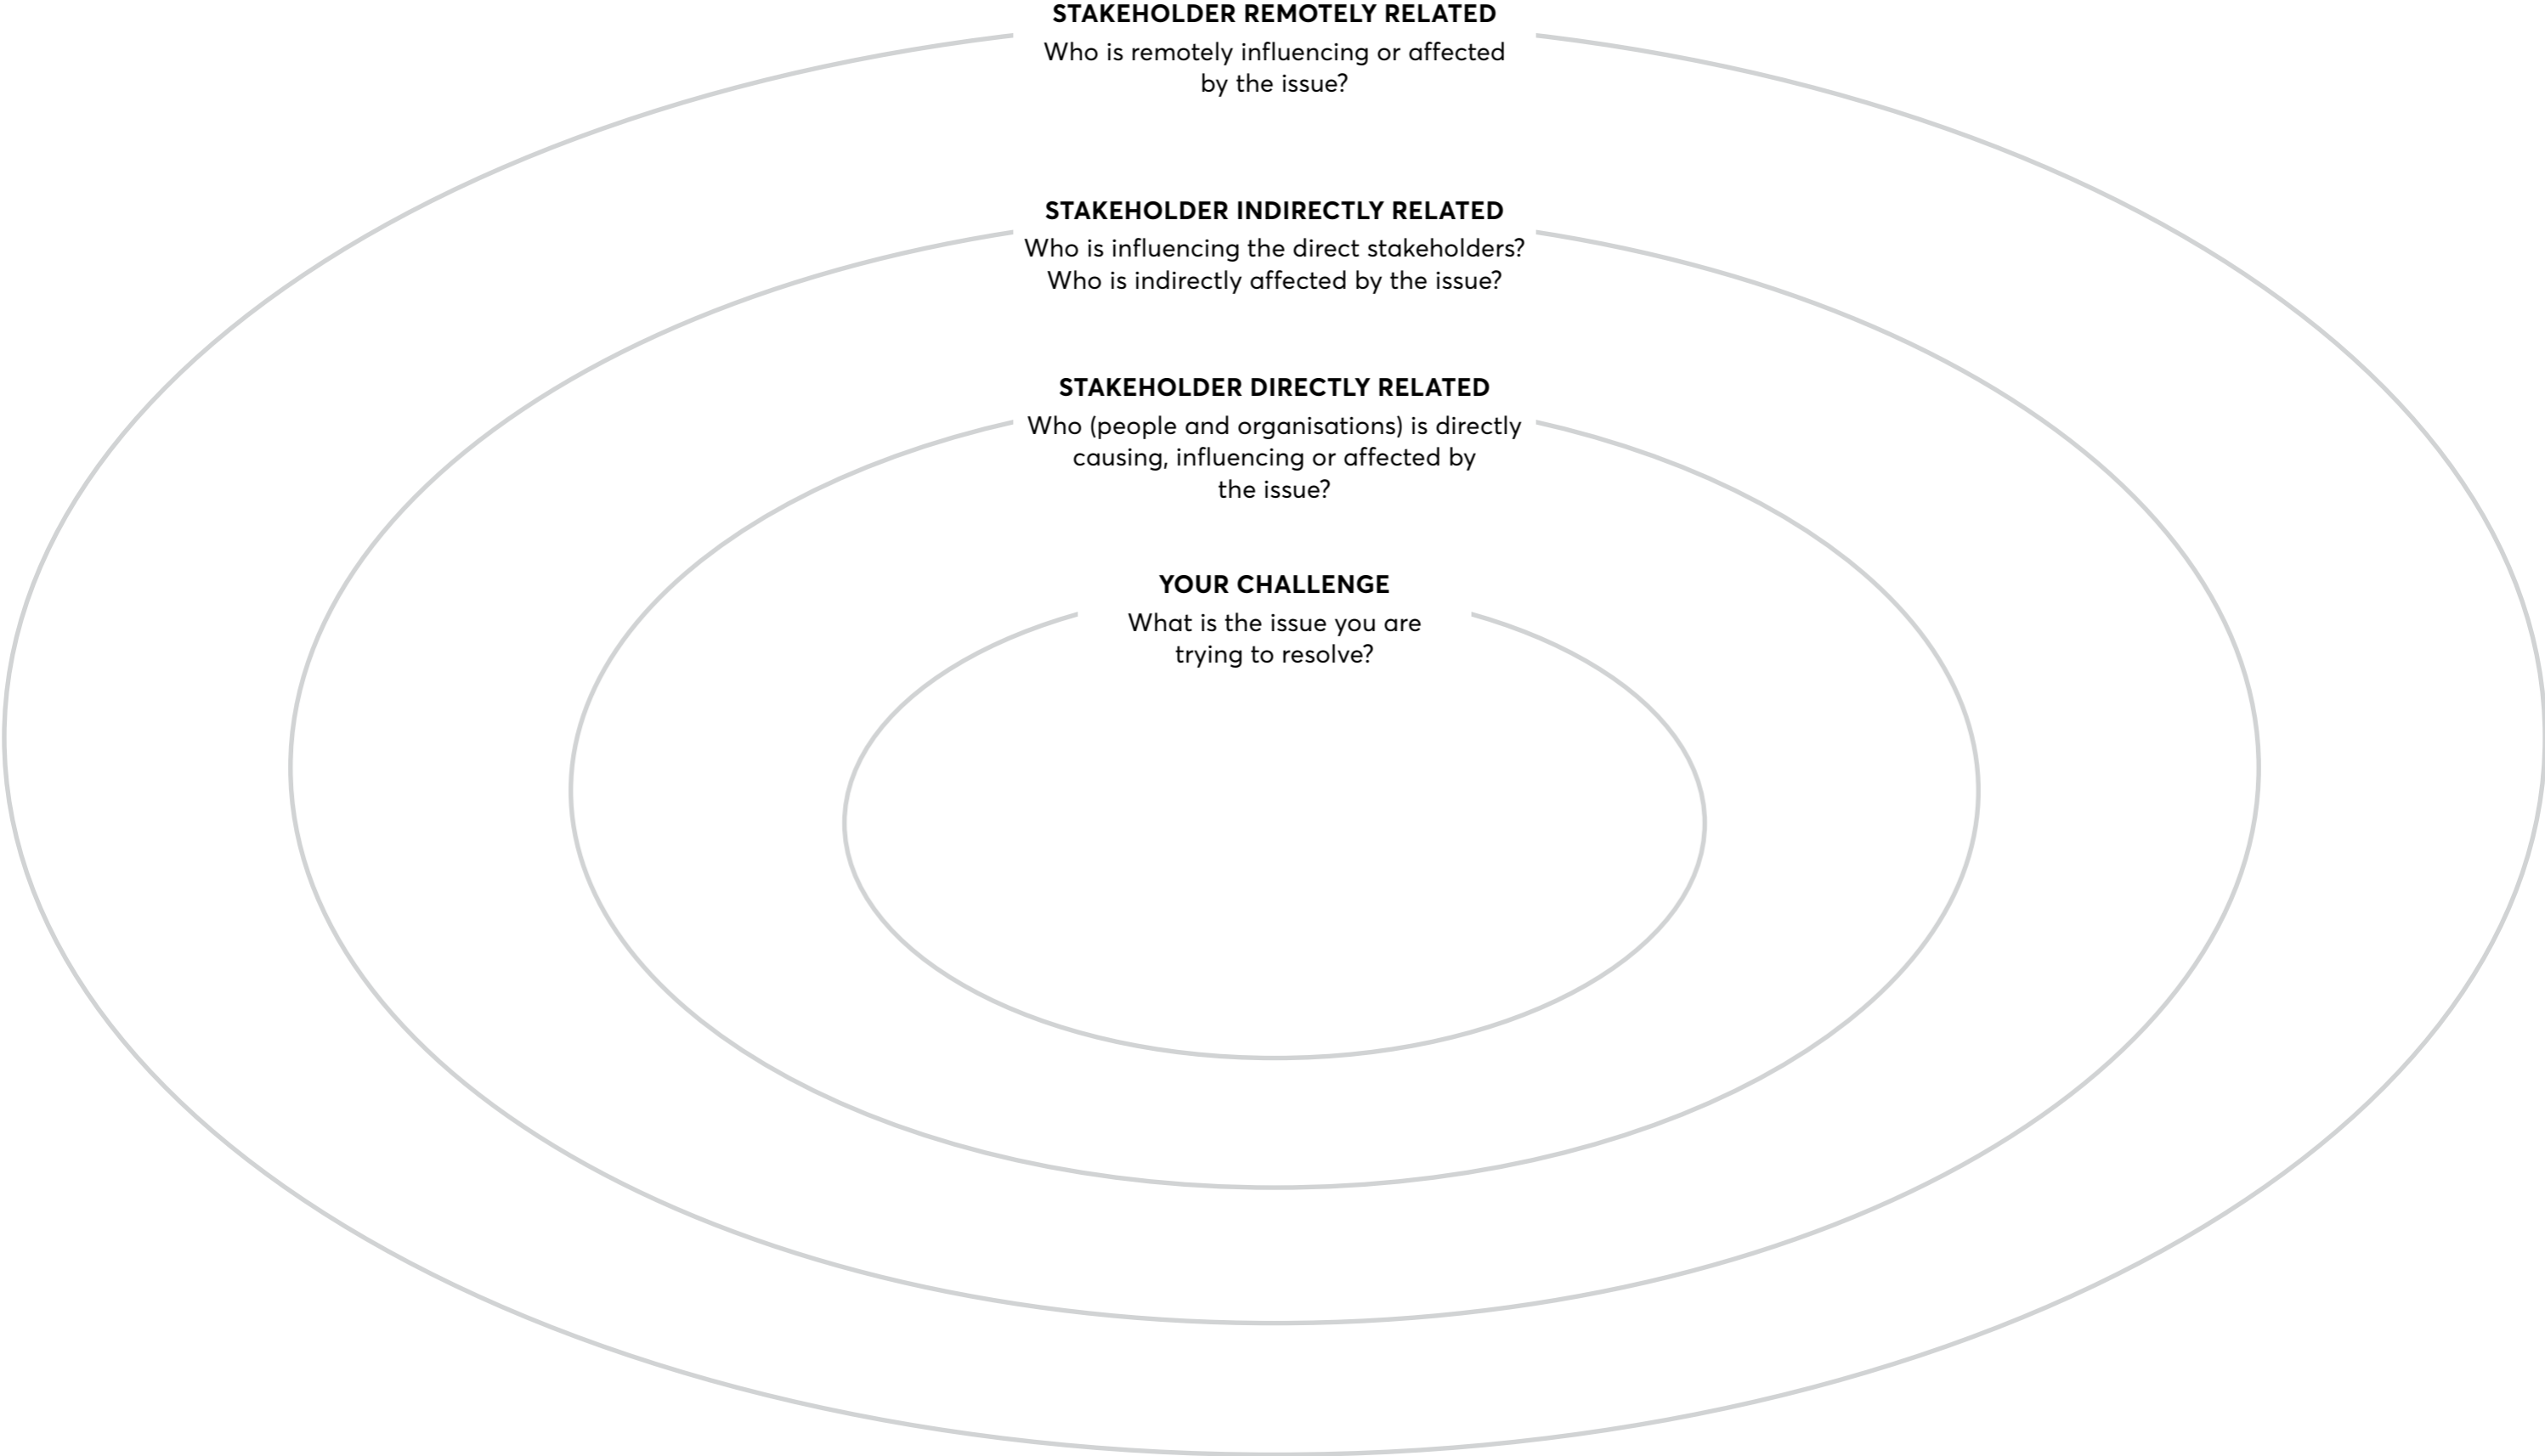 STAKEHOLDER REMOTELY RELATED
Who is remotely influencing or affected
by the issue?
STAKEHOLDER INDIRECTLY RELATED
Who is influencing the direct stakeholders?
Who is indirectly affected by the issue?
STAKEHOLDER DIRECTLY RELATED
Who (people and organisations) is directly
causing, influencing or affected by
the issue?
YOUR CHALLENGE
What is the issue you are
trying to resolve?